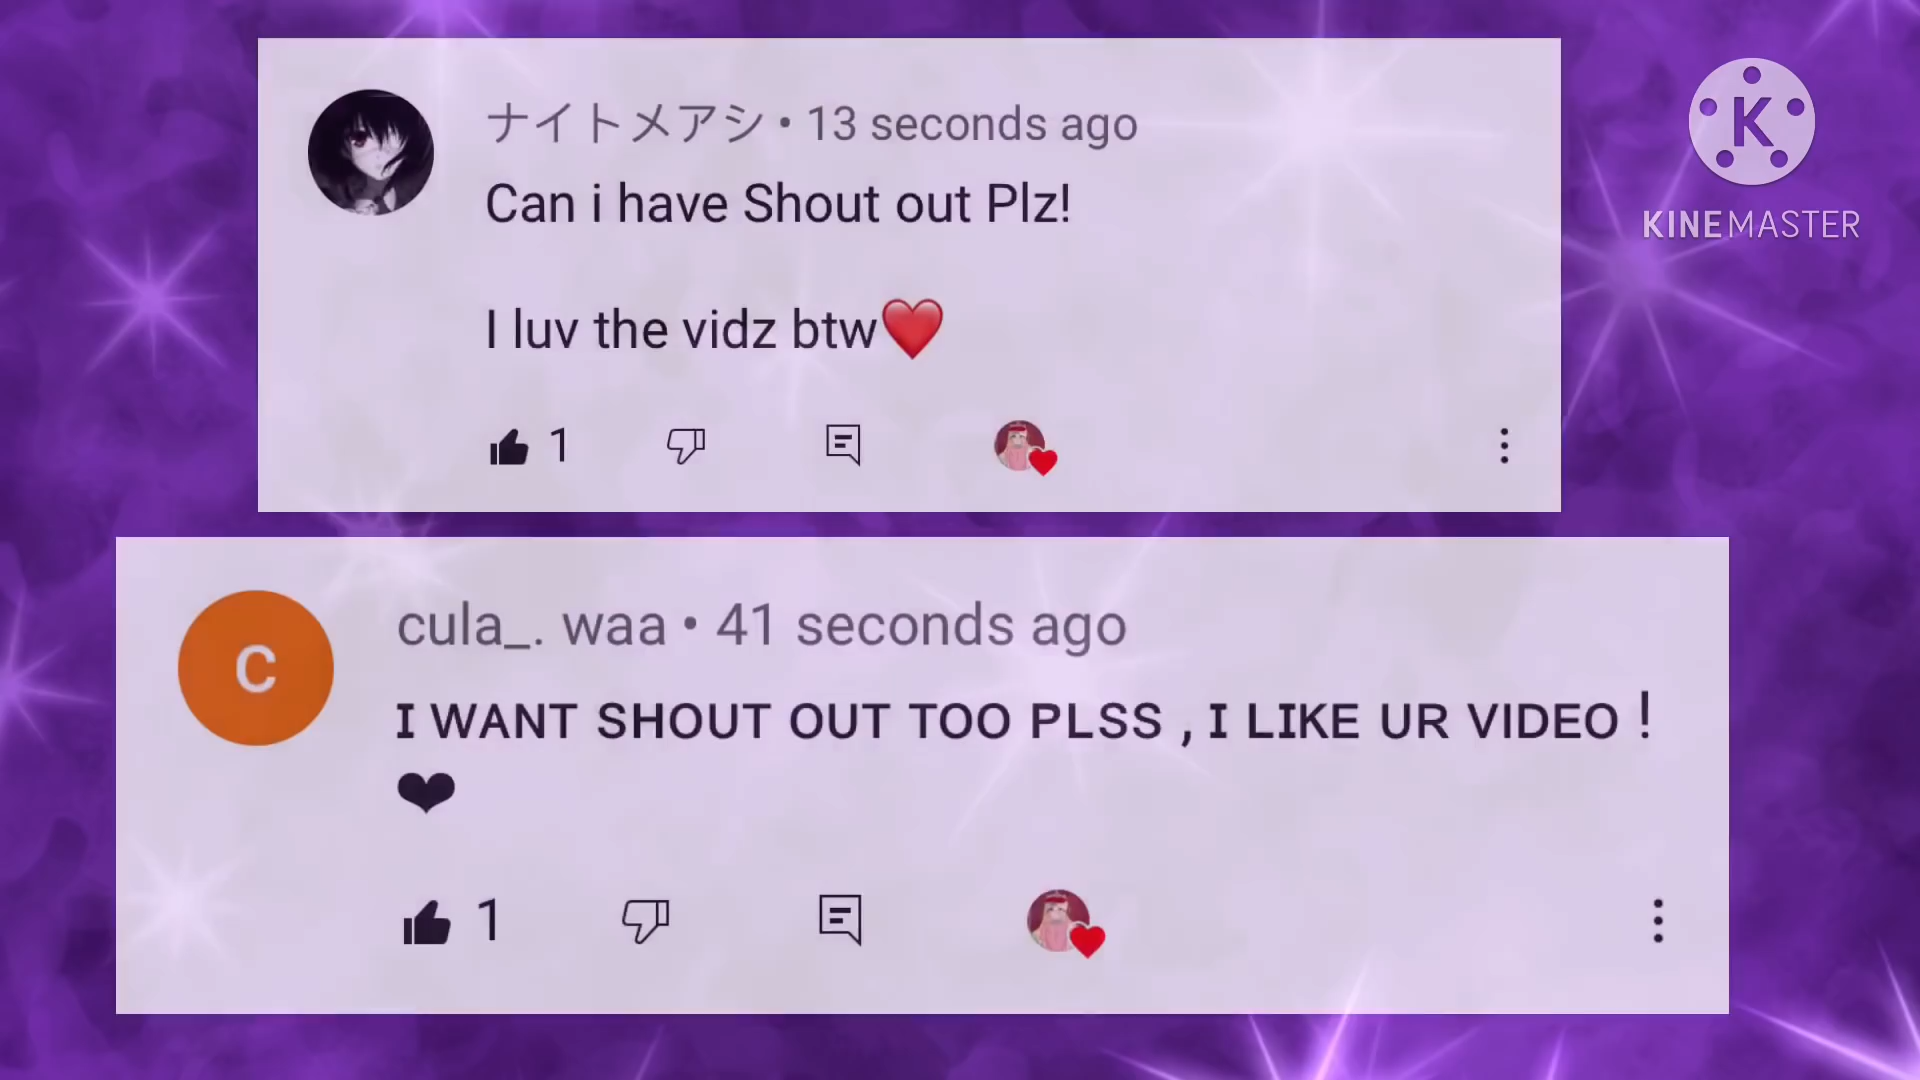 ナイトメアシ • 13 seconds ago
Can i have Shout out Plz!
I luv the vidz btw❤️
1
C
cula_. waa • 41 seconds ago
I WANT SHOUT OUT TOO PLSS , I LIKE UR VIDEO !
❤
1
K
KINEMASTER